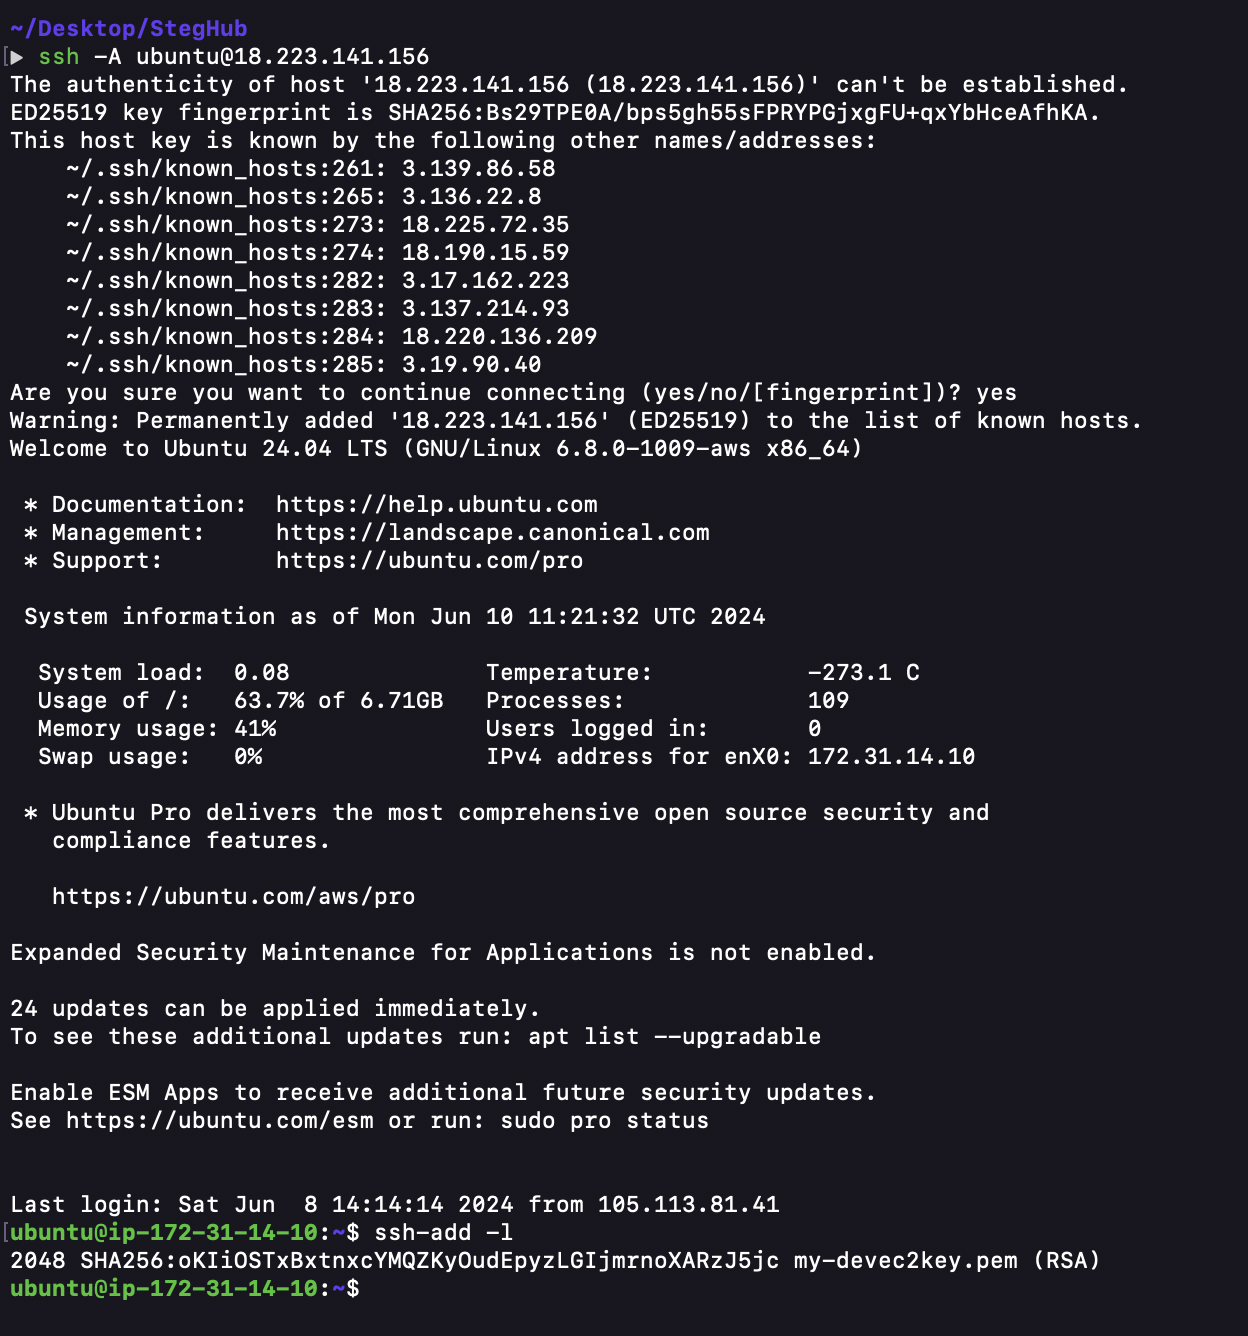 ~/Desktop/StegHub
▶ ssh -A ubuntu@18.223.141.156
The authenticity of host '18.223.141.156 (18.223.141.156)' can't be established.
ED25519 key fingerprint is SHA256:Bs29TPE0A/bps5gh55sFPRYPGjxgFU+qxYbHceAfhKA.
This host key is known by the following other names/addresses:
    ~/.ssh/known_hosts:261: 3.139.86.58
    ~/.ssh/known_hosts:265: 3.136.22.8
    ~/.ssh/known_hosts:273: 18.225.72.35
    ~/.ssh/known_hosts:274: 18.190.15.59
    ~/.ssh/known_hosts:282: 3.17.162.223
    ~/.ssh/known_hosts:283: 3.137.214.93
    ~/.ssh/known_hosts:284: 18.220.136.209
    ~/.ssh/known_hosts:285: 3.19.90.40
Are you sure you want to continue connecting (yes/no/[fingerprint])? yes
Warning: Permanently added '18.223.141.156' (ED25519) to the list of known hosts.
Welcome to Ubuntu 24.04 LTS (GNU/Linux 6.8.0-1009-aws x86_64)

 * Documentation:  https://help.ubuntu.com
 * Management:     https://landscape.canonical.com
 * Support:        https://ubuntu.com/pro

 System information as of Mon Jun 10 11:21:32 UTC 2024

  System load:  0.08              Temperature:           -273.1 C
  Usage of /:   63.7% of 6.71GB   Processes:             109
  Memory usage: 41%               Users logged in:       0
  Swap usage:   0%                IPv4 address for enX0: 172.31.14.10

 * Ubuntu Pro delivers the most comprehensive open source security and
   compliance features.

   https://ubuntu.com/aws/pro

Expanded Security Maintenance for Applications is not enabled.

24 updates can be applied immediately.
To see these additional updates run: apt list --upgradable

Enable ESM Apps to receive additional future security updates.
See https://ubuntu.com/esm or run: sudo pro status


Last login: Sat Jun  8 14:14:14 2024 from 105.113.81.41
ubuntu@ip-172-31-14-10:~$ ssh-add -l
2048 SHA256:oKIiOSTxBxtnxcYMQZKyOudEpyzLGIjmrnoXARzJ5jc my-devec2key.pem (RSA)
ubuntu@ip-172-31-14-10:~$